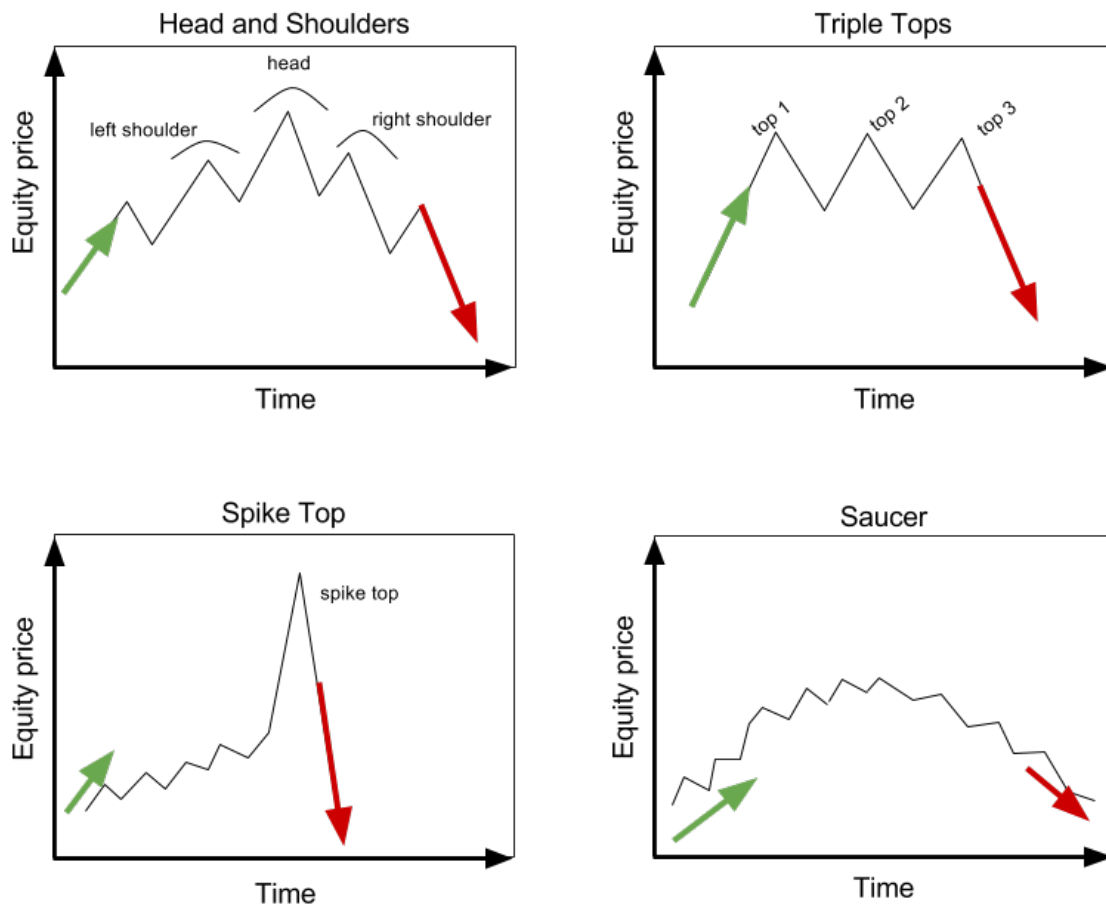 Head and Shoulders
head
left shoulder
right shoulder
Equity price
Time
Triple Tops
top 1
top 2
top 3
Equity price
Time
Spike Top
spike top
Equity price
Time
Saucer
Equity price
Time